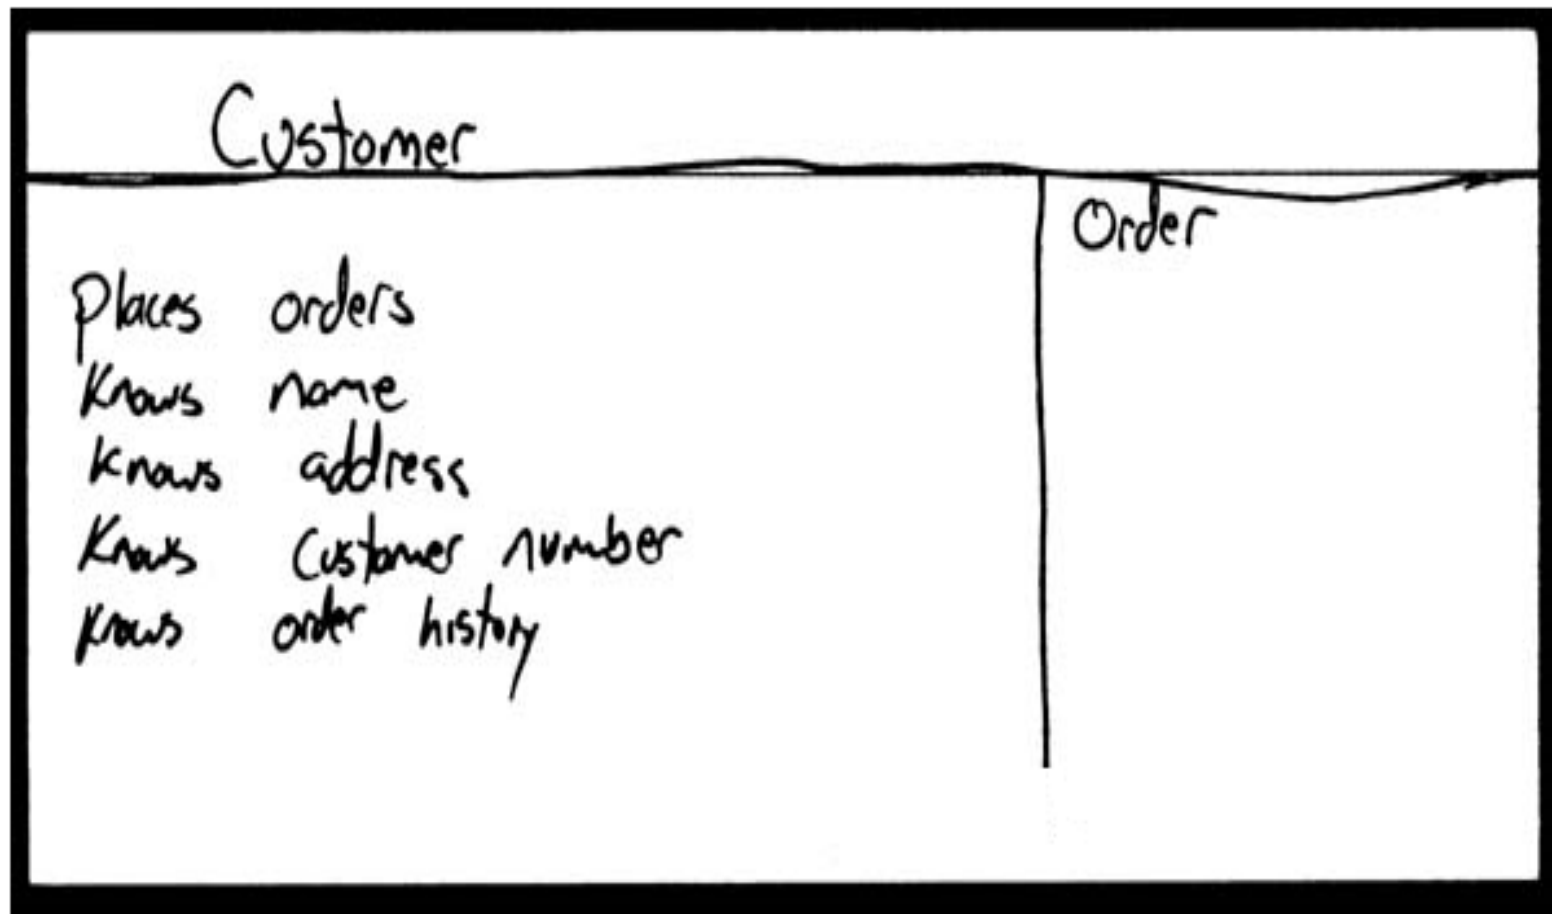 Customer
Order
Places orders
Knows name
Knows address
Knows customer number
Knows order history